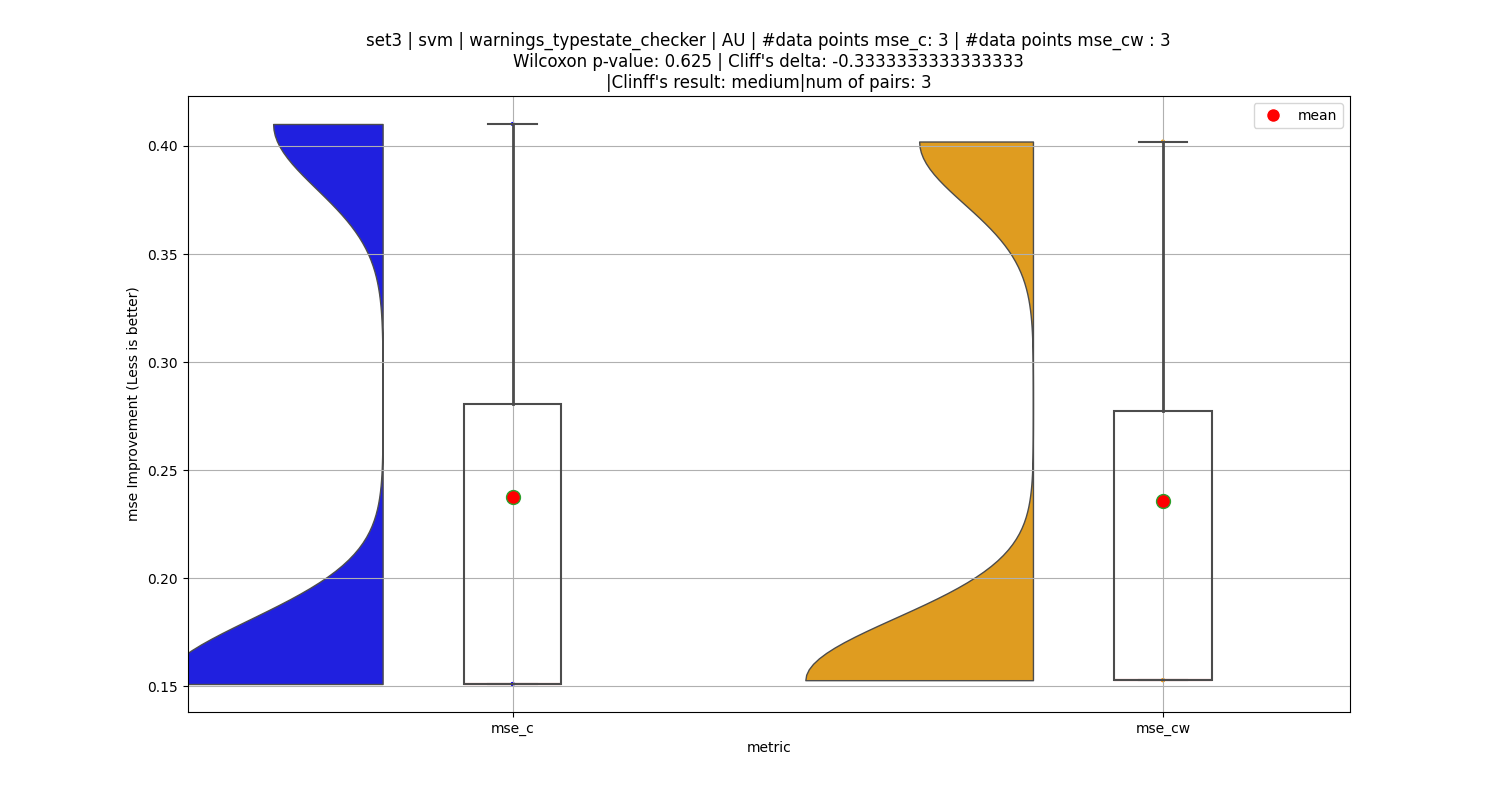 set3 | svm | warnings_typestate_checker | AU | #data points mse_c: 3 | #data points mse_cw : 3
Wilcoxon p-value: 0.625 | Cliff's delta: -0.3333333333333333
|Clinff's result: medium|num of pairs: 3
mean
0.40
0.35
0.30
0.25
0.20
0.15
mse Improvement (Less is better)
mse_c
mse_cw
metric